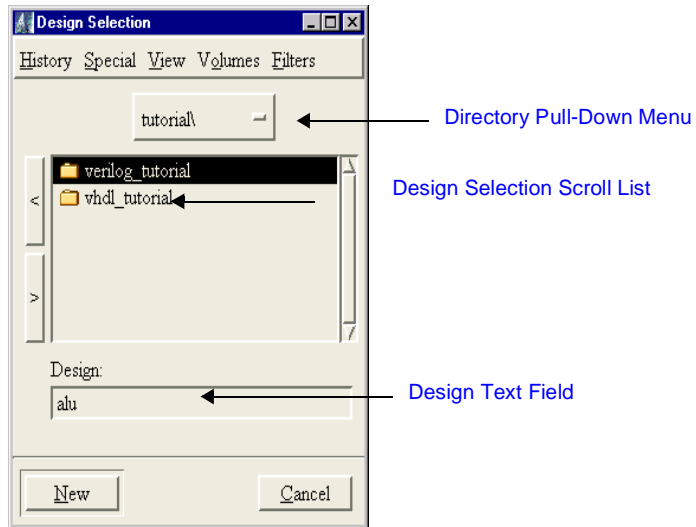 Design Selection
History Special View Volumes Filters
tutorial\
Directory Pull-Down Menu
verilog_tutorial
vhdl_tutorial
Design Selection Scroll List
<
>
Design:
alu
Design Text Field
New Cancel